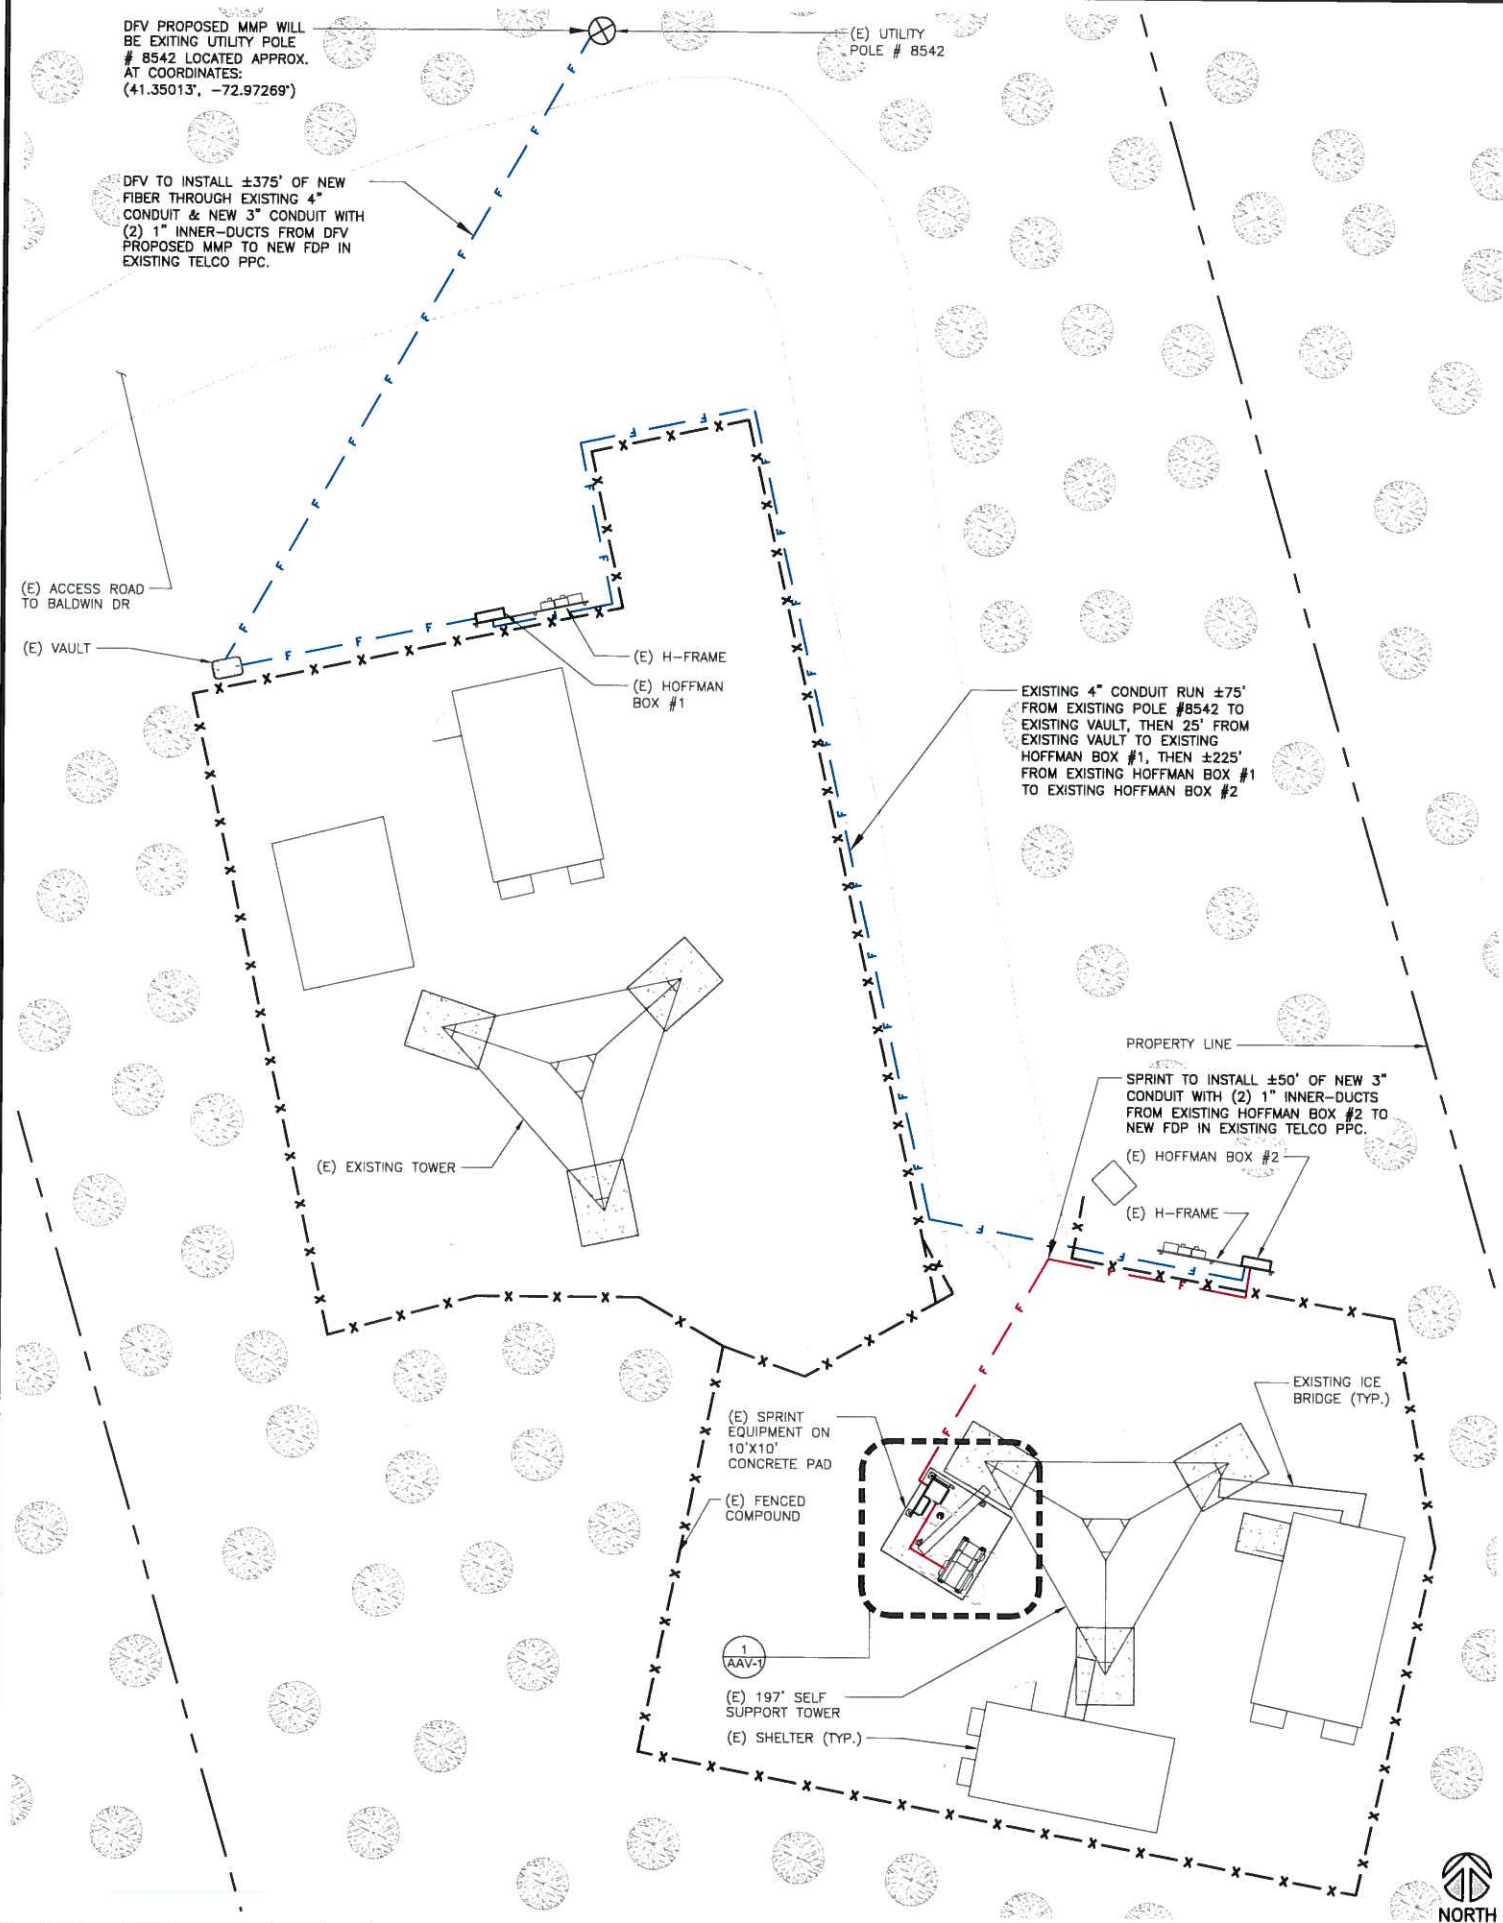 DFV PROPOSED MMP WILL
BE EXITING UTILITY POLE
# 8542 LOCATED APPROX.
AT COORDINATES:
(41.35013°, -72.97269°)
(E) UTILITY
POLE # 8542
DFV TO INSTALL ±375' OF NEW
FIBER THROUGH EXISTING 4"
CONDUIT & NEW 3" CONDUIT WITH
(2) 1" INNER-DUCTS FROM DFV
PROPOSED MMP TO NEW FDP IN
EXISTING TELCO PPC.
(E) ACCESS ROAD
TO BALDWIN DR
(E) VAULT
(E) H-FRAME
(E) HOFFMAN
BOX #1
EXISTING 4" CONDUIT RUN ±75'
FROM EXISTING POLE #8542 TO
EXISTING VAULT, THEN 25' FROM
EXISTING VAULT TO EXISTING
HOFFMAN BOX #1, THEN ±225'
FROM EXISTING HOFFMAN BOX #1
TO EXISTING HOFFMAN BOX #2
PROPERTY LINE
SPRINT TO INSTALL ±50' OF NEW 3"
CONDUIT WITH (2) 1" INNER-DUCTS
FROM EXISTING HOFFMAN BOX #2 TO
NEW FDP IN EXISTING TELCO PPC.
(E) HOFFMAN BOX #2
(E) H-FRAME
(E) EXISTING TOWER
EXISTING ICE
BRIDGE (TYP.)
(E) SPRINT
EQUIPMENT ON
10'X10'
CONCRETE PAD
(E) FENCED
COMPOUND
1
AAV-1
(E) 197' SELF
SUPPORT TOWER
(E) SHELTER (TYP.)
NORTH